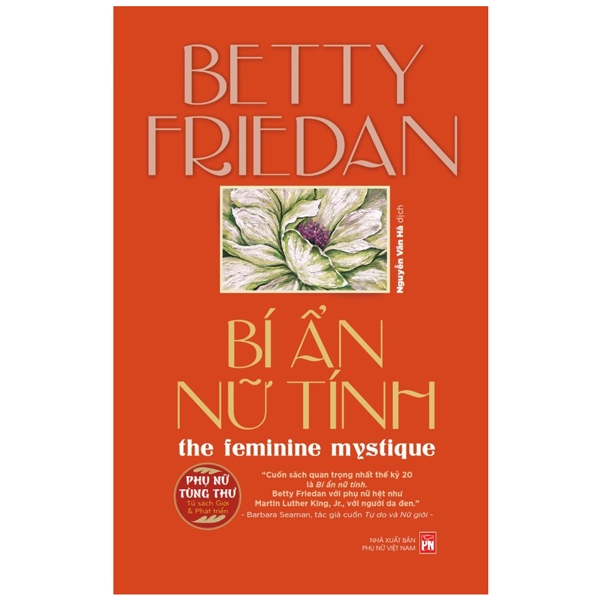 BETTY
FRIEDAN
Nguyễn Vân Hà dịch
BÍ ẨN
NỮ TÍNH
the feminine mystique
PHỤ NỮ
TÙNG THƯ
Tủ sách Giới
& Phát triển
“Cuốn sách quan trọng nhất thế kỷ 20
là Bí ẩn nữ tính.
Betty Friedan với phụ nữ hệt như
Martin Luther King, Jr., với người da đen.”
- Barbara Seaman, tác giả cuốn Tự do và Nữ giới -
NHÀ XUẤT BẢN
PHỤ NỮ VIỆT NAM
PN